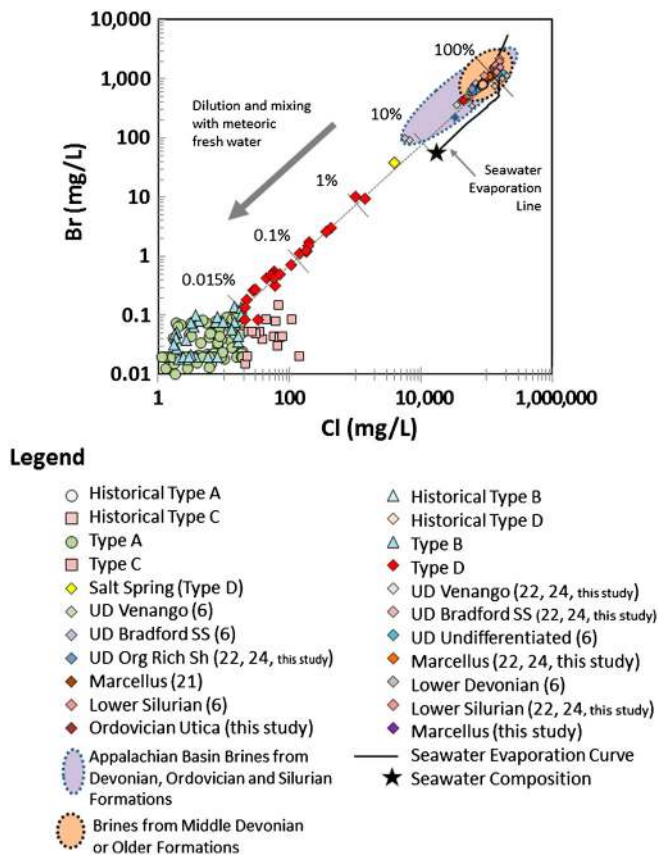 10,000
1,000
100
10
1
0.1
0.01
Br (mg/L)
100%
Dilution and mixing
with meteoric
fresh water
10%
Seawater
Evaporation
Line
1%
0.1%
0.015%
1
100
10,000
1,000,000
Cl (mg/L)
Legend
Historical Type A
Historical Type C
Type A
Type C
Salt Spring (Type D)
UD Venango (6)
UD Bradford SS (6)
UD Org Rich Sh (22, 24, this study)
Marcellus (21)
Lower Silurian (6)
Ordovician Utica (this study)
Appalachian Basin Brines from
Devonian, Ordovician and Silurian
Formations
Brines from Middle Devonian
or Older Formations
Historical Type B
Historical Type D
Type B
Type D
UD Venango (22, 24, this study)
UD Bradford SS (22, 24, this study)
UD Undifferentiated (6)
Marcellus (22, 24, this study)
Lower Devonian (6)
Lower Silurian (22, 24, this study)
Marcellus (this study)
Seawater Evaporation Curve
Seawater Composition